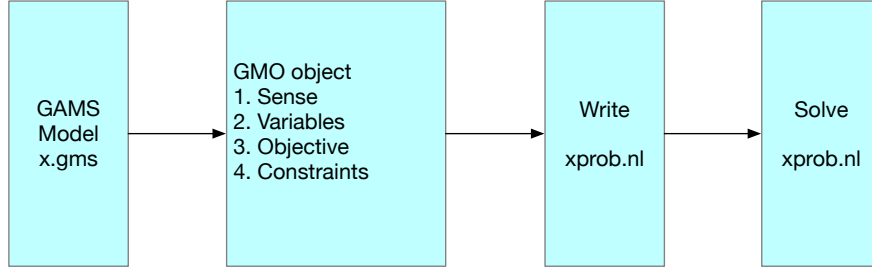 GAMS
Model
x.gms
GMO object
1. Sense
2. Variables
3. Objective
4. Constraints
Write
xprob.nl
Solve
xprob.nl